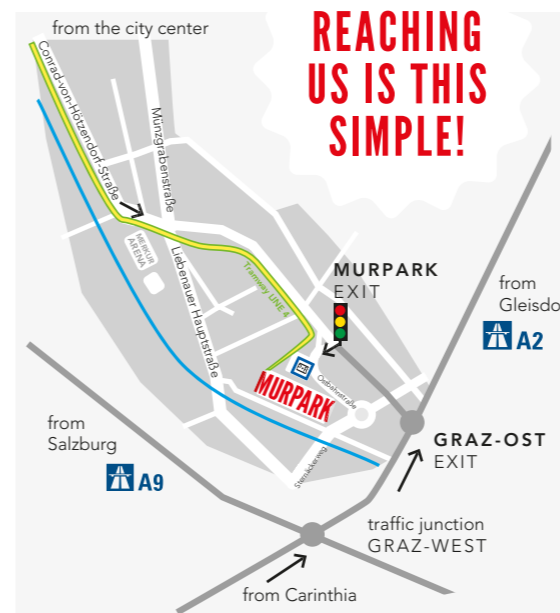 from the city center
REACHING
US IS THIS
SIMPLE!
Conrad-von-Hötzendorf-Straße
Münzgrabenstraße
MERKUR
ARENA
Liebenauer Hauptstraße
Tramway LINE 4
MURPARK
EXIT
from
Gleisdo
A2
MURPARK
Ostbahnstraße
Sternäckerweg
GRAZ-OST
EXIT
from
Salzburg
A9
traffic junction
GRAZ-WEST
from Carinthia